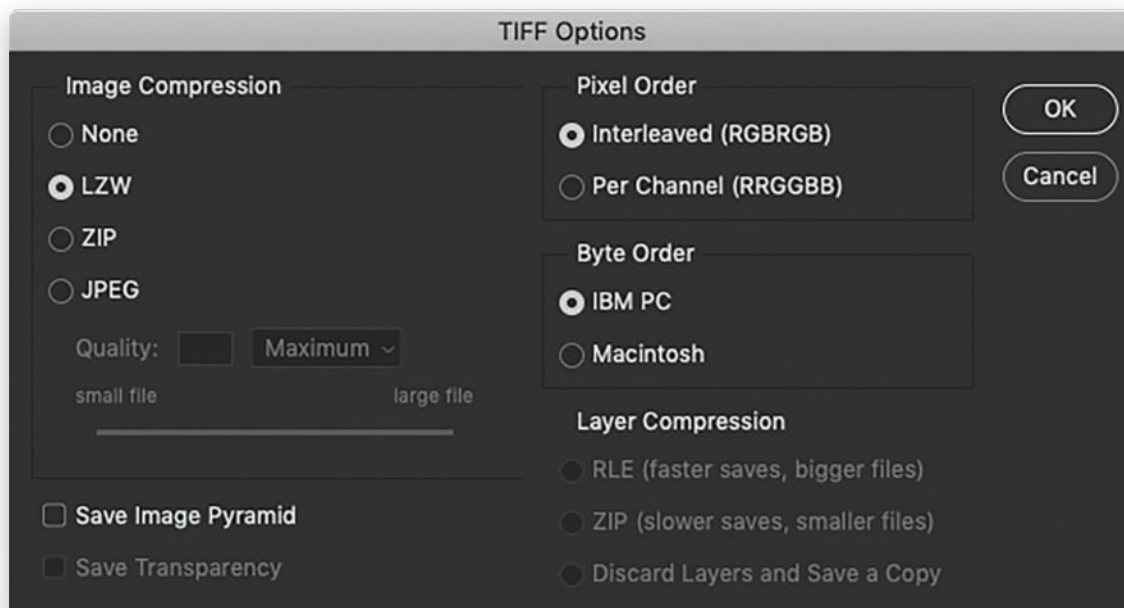 TIFF Options
Image Compression
None
LZW
ZIP
JPEG
Quality:
Maximum
small file
large file
Save Image Pyramid
Save Transparency
Pixel Order
Interleaved (RGBRGB)
Per Channel (RRGGBB)
Byte Order
IBM PC
Macintosh
Layer Compression
RLE (faster saves, bigger files)
ZIP (slower saves, smaller files)
Discard Layers and Save a Copy
OK
Cancel